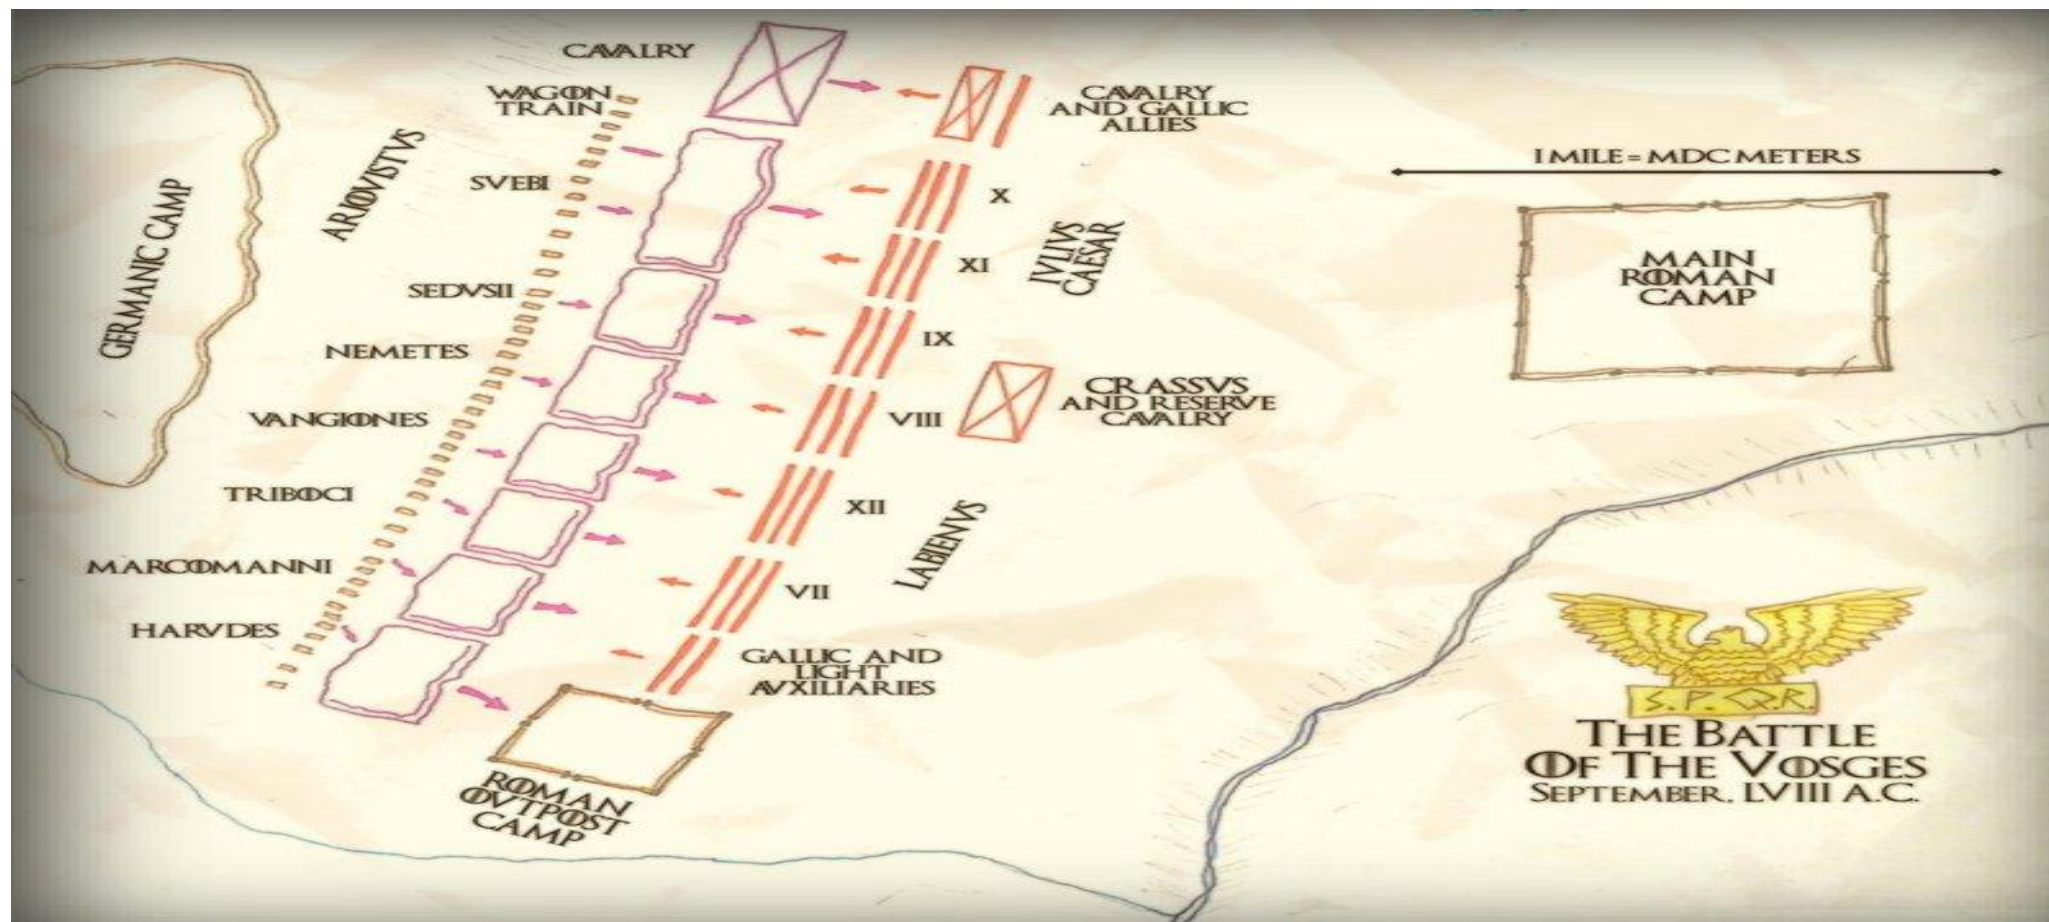 CAVALRY
WAGON
TRAIN
ARIOVISTVS
SVEBI
GERMANIC CAMP
SEDVSII
NEMETES
VANGIONES
TRIBOCI
MARCOMANNI
HARVDES
CAVALRY
AND GALLIC
ALLIES
X
XI
IVLIVS
CAESAR
IX
VIII
CRASSVS
AND RESERVE
CAVALRY
XII
LABIENVS
VII
GALLIC AND
LIGHT
AVXILIARIES
ROMAN
OVTPOST
CAMP
1 MILE = MDC METERS
MAIN
ROMAN
CAMP
S.P.Q.R.
THE BATTLE
OF THE VOSGES
SEPTEMBER. LVIII A.C.